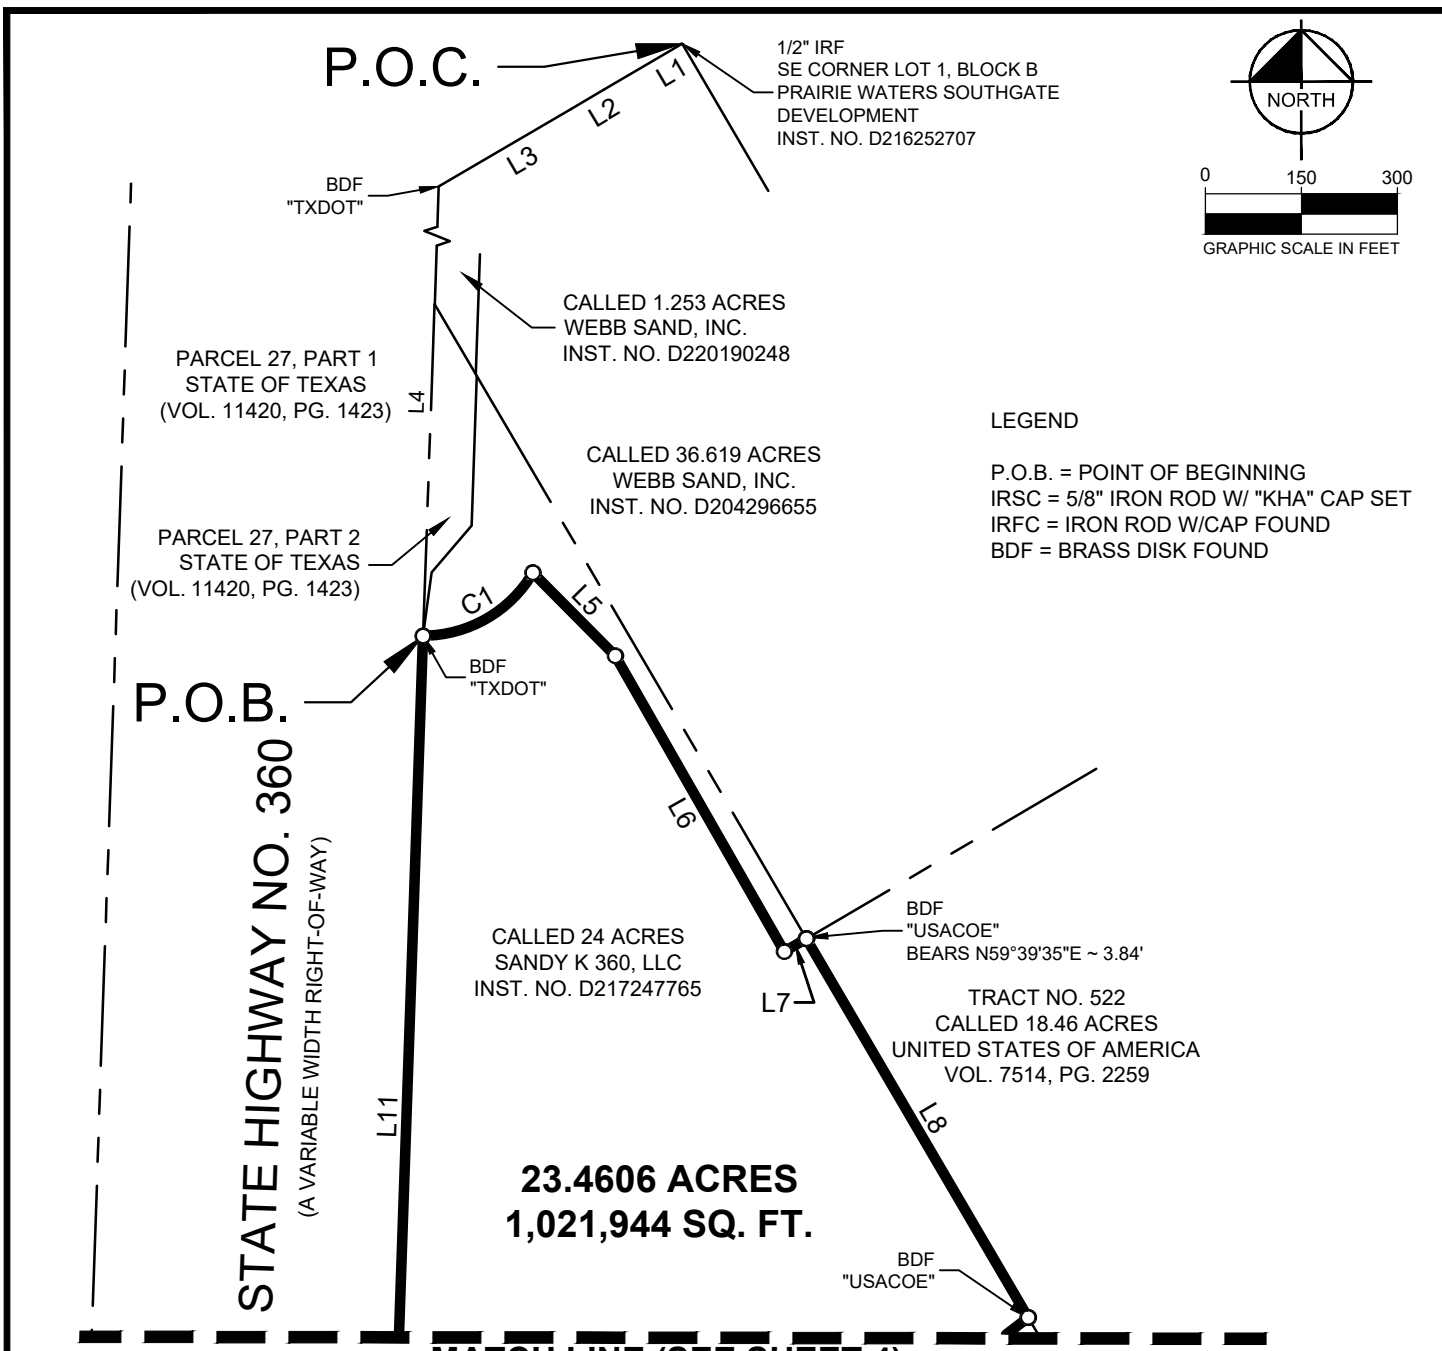 P.O.C.
L1
L2
L3
1/2" IRF
SE CORNER LOT 1, BLOCK B
PRAIRIE WATERS SOUTHGATE
DEVELOPMENT
INST. NO. D216252707
NORTH
0 150 300
GRAPHIC SCALE IN FEET
BDF
"TXDOT"
CALLED 1.253 ACRES
WEBB SAND, INC.
INST. NO. D220190248
PARCEL 27, PART 1
STATE OF TEXAS
(VOL. 11420, PG. 1423)
L4
CALLED 36.619 ACRES
WEBB SAND, INC.
INST. NO. D204296655
LEGEND
P.O.B. = POINT OF BEGINNING
IRSC = 5/8" IRON ROD W/ "KHA" CAP SET
IRFC = IRON ROD W/CAP FOUND
BDF = BRASS DISK FOUND
PARCEL 27, PART 2
STATE OF TEXAS
(VOL. 11420, PG. 1423)
C1
L5
BDF
"TXDOT"
P.O.B.
STATE HIGHWAY NO. 360
(A VARIABLE WIDTH RIGHT-OF-WAY)
L6
BDF
"USACOE"
BEARS N59°39'35"E ~ 3.84'
CALLED 24 ACRES
SANDY K 360, LLC
INST. NO. D217247765
L7
TRACT NO. 522
CALLED 18.46 ACRES
UNITED STATES OF AMERICA
VOL. 7514, PG. 2259
L11
L8
23.4606 ACRES
1,021,944 SQ. FT.
BDF
"USACOE"
MATCH LINE (SEE SHEET 4)